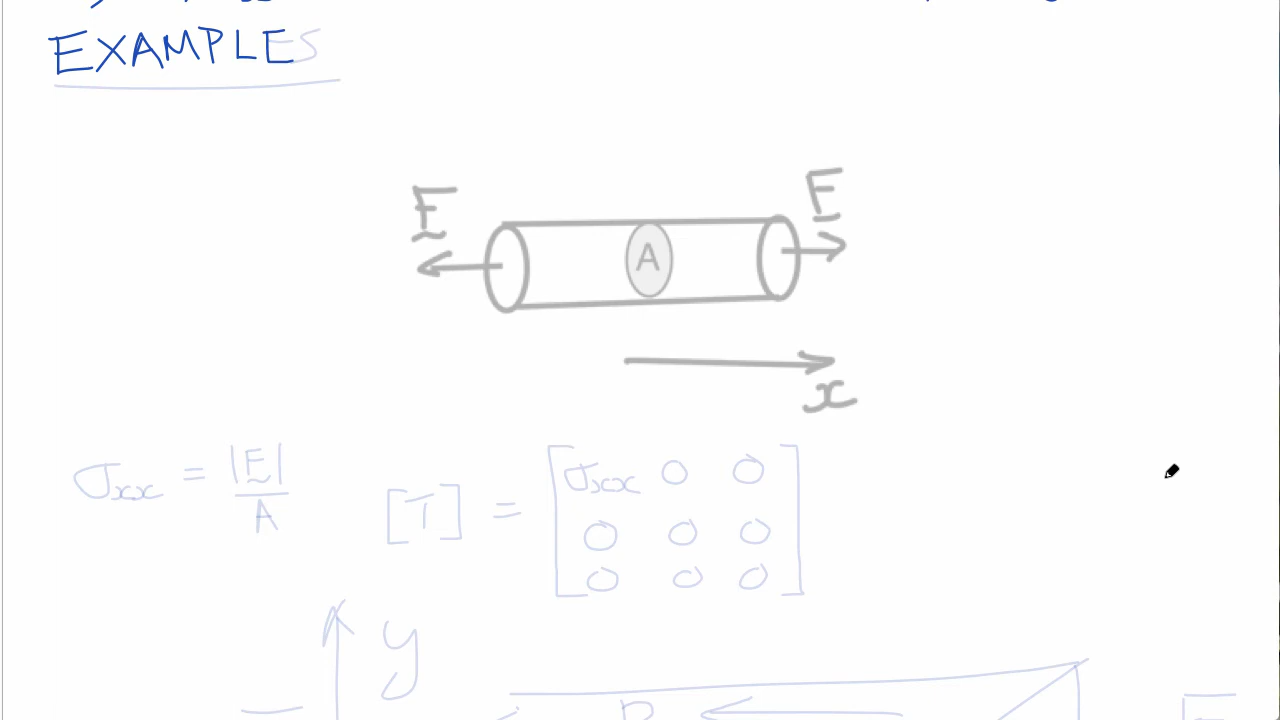 EXAMPLES
F F
A
x
σxx = |F| / A [T] = [σxx 0 0
0 0 0
0 0 0]
y